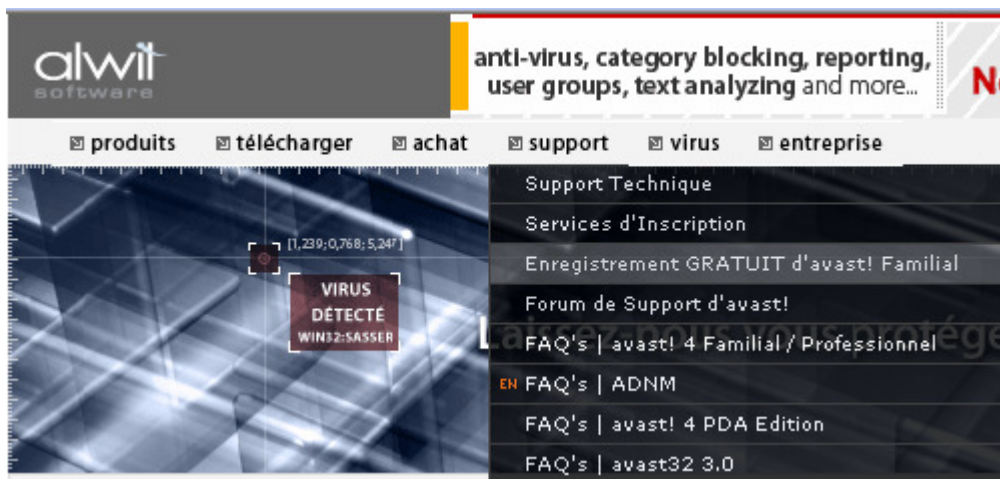 alwil
software
anti-virus, category blocking, reporting,
user groups, text analyzing and more...
produits télécharger achat support virus entreprise
[1,239; 0,768; 5,247]
VIRUS
DÉTECTÉ
WIN32:SASSER
Support Technique
Services d'Inscription
Enregistrement GRATUIT d'avast! Familial
Forum de Support d'avast!
Laissez-nous vous
FAQ's | avast! 4 Familial / Professionnel
EN FAQ's | ADNM
FAQ's | avast! 4 PDA Edition
FAQ's | avast32 3.0